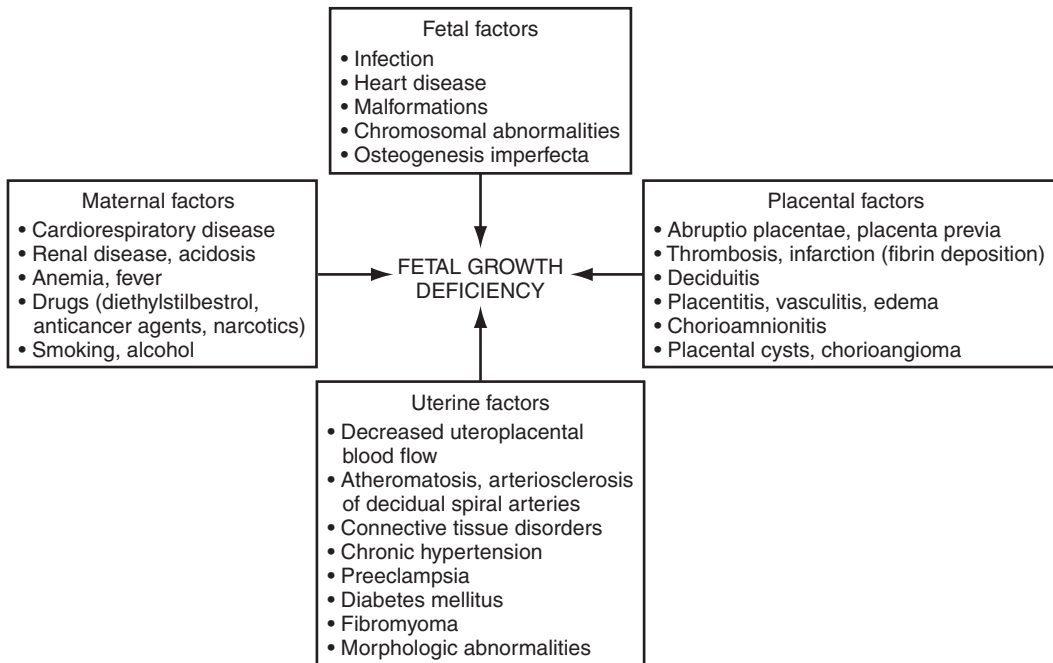 Fetal factors
• Infection
• Heart disease
• Malformations
• Chromosomal abnormalities
• Osteogenesis imperfecta
Maternal factors
• Cardiorespiratory disease
• Renal disease, acidosis
• Anemia, fever
• Drugs (diethylstilbestrol,
anticancer agents, narcotics)
• Smoking, alcohol
FETAL GROWTH
DEFICIENCY
Placental factors
• Abruptio placentae, placenta previa
• Thrombosis, infarction (fibrin deposition)
• Deciduitis
• Placentitis, vasculitis, edema
• Chorioamnionitis
• Placental cysts, chorioangioma
Uterine factors
• Decreased uteroplacental
blood flow
• Atheromatosis, arteriosclerosis
of decidual spiral arteries
• Connective tissue disorders
• Chronic hypertension
• Preeclampsia
• Diabetes mellitus
• Fibromyoma
• Morphologic abnormalities